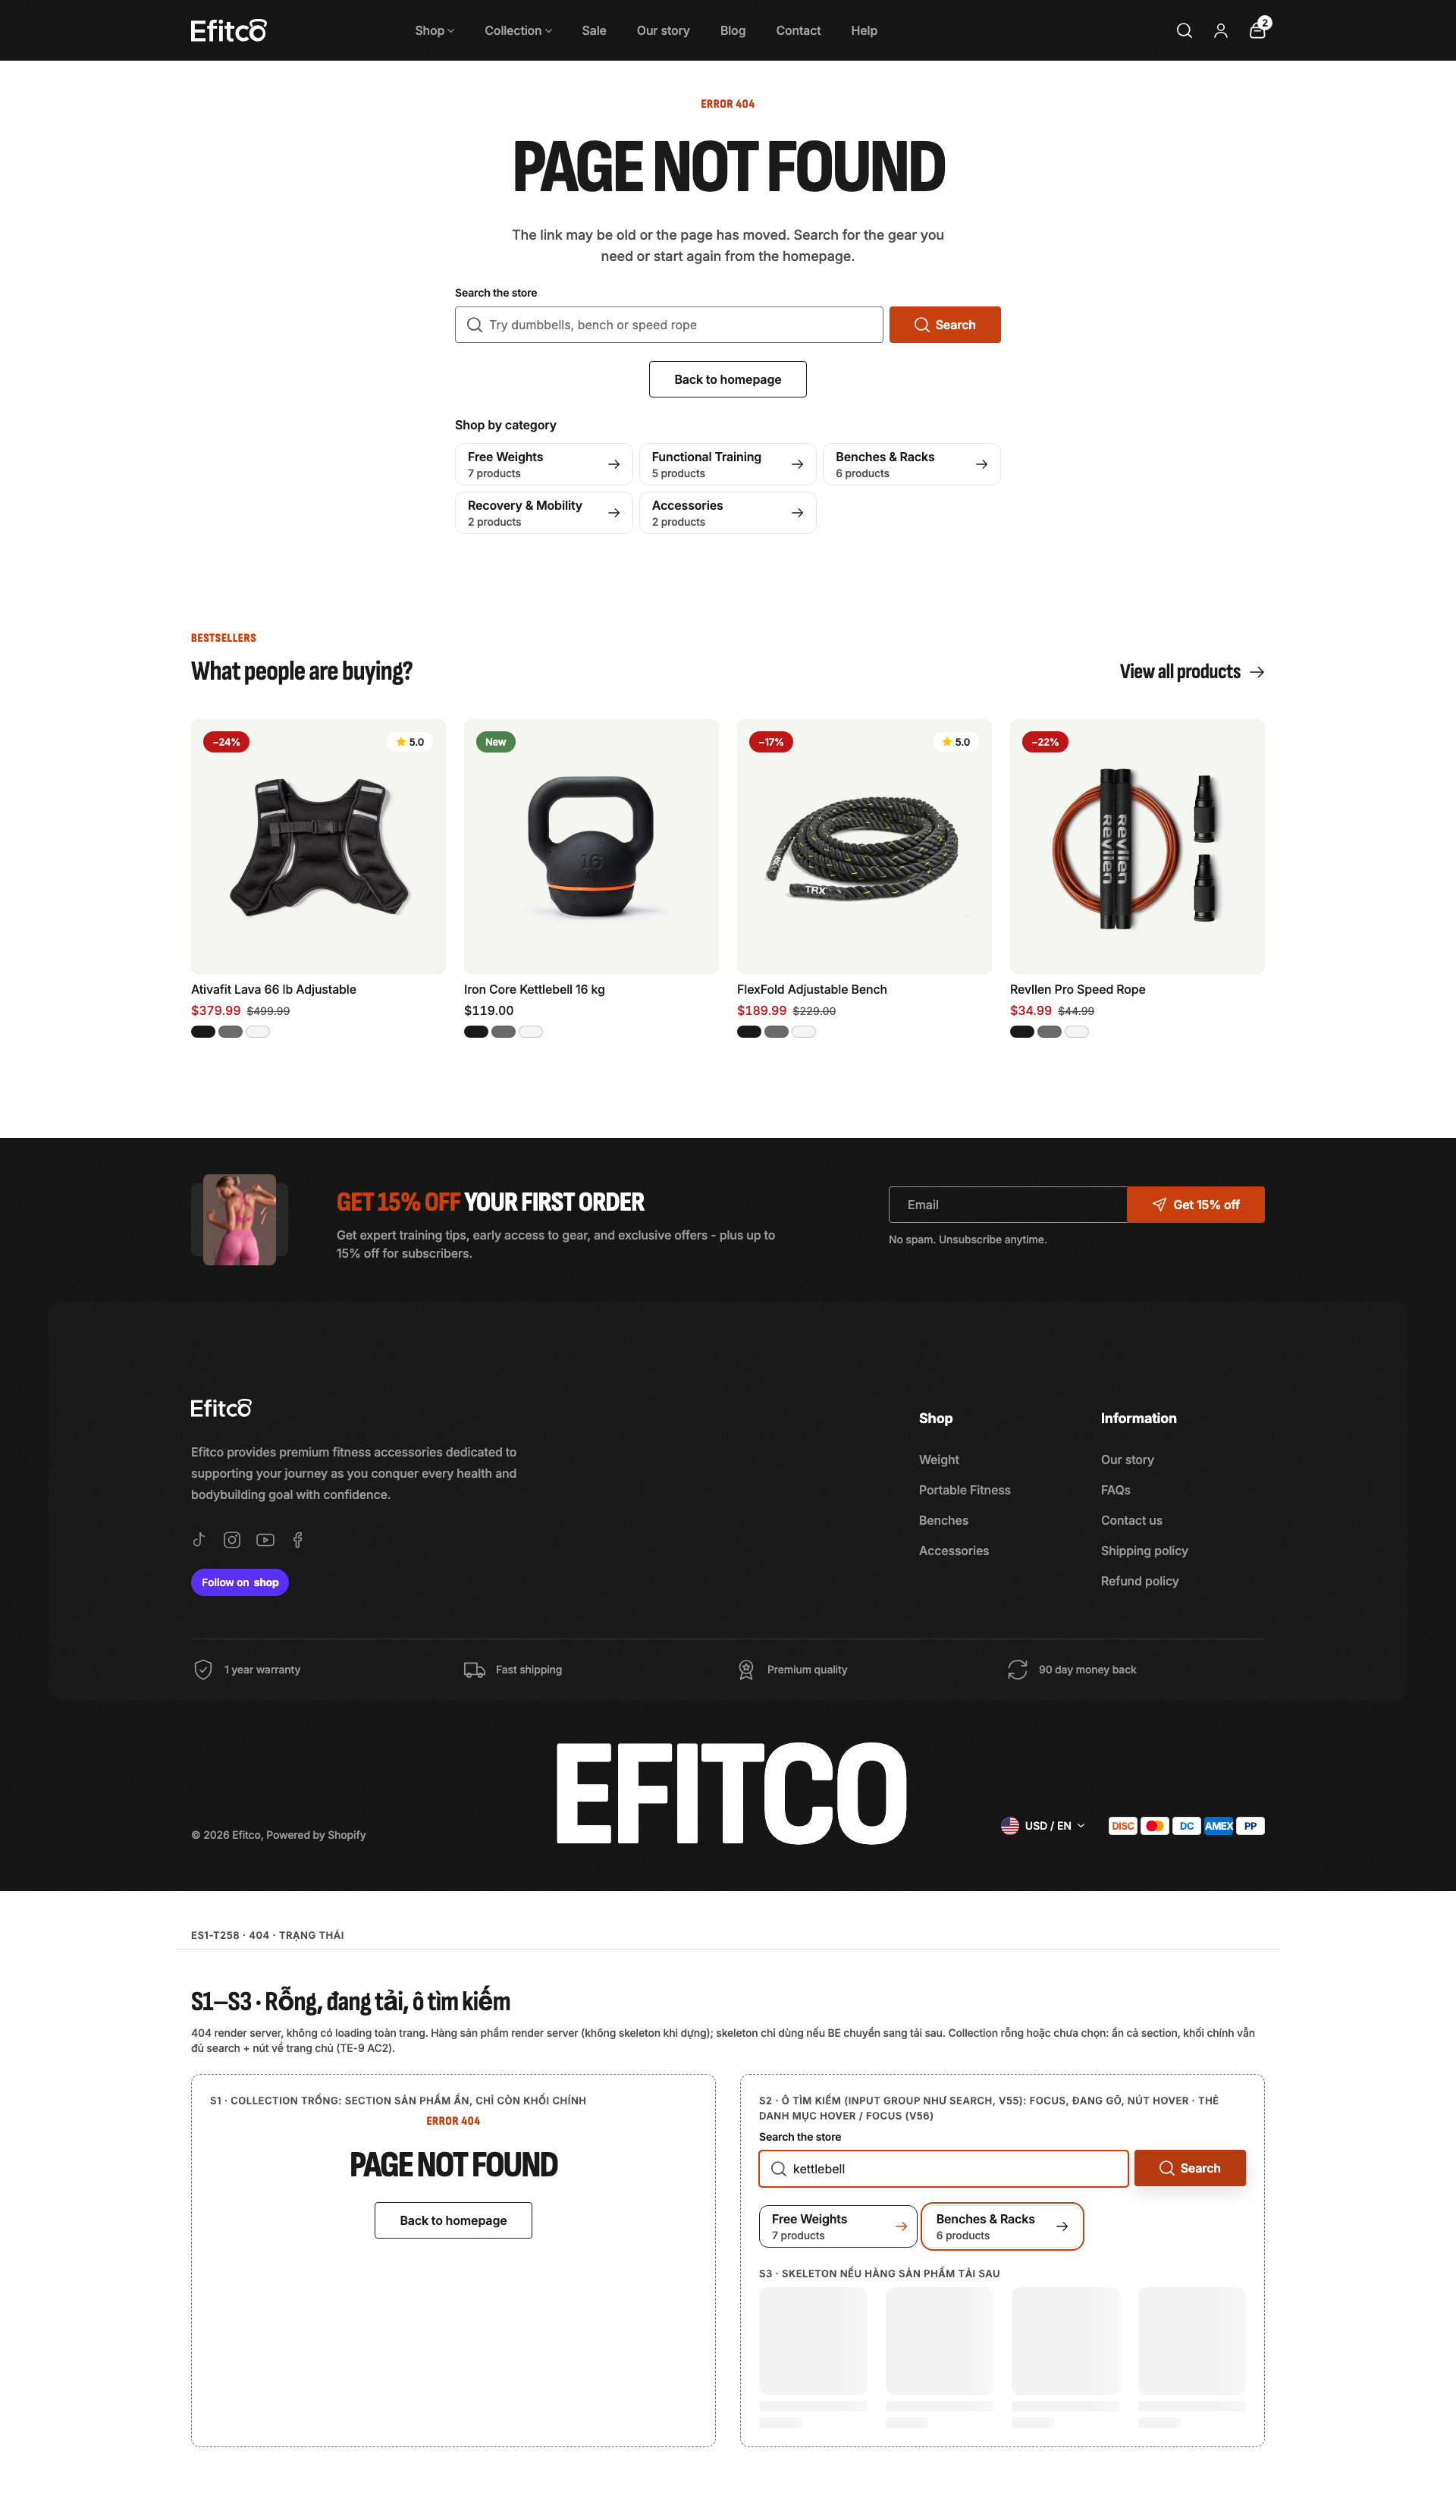 Efitco
Shop
Collection
Sale
Our story
Blog
Contact
Help
2
ERROR 404
PAGE NOT FOUND
The link may be old or the page has moved. Search for the gear you
need or start again from the homepage.
Search the store
Try dumbbells, bench or speed rope
Search
Back to homepage
Shop by category
Free Weights
7 products
Functional Training
5 products
Benches & Racks
6 products
Recovery & Mobility
2 products
Accessories
2 products
BESTSELLERS
What people are buying?
View all products
−24%
5.0
New
16
−17%
5.0
TRX
−22%
Revllen
Revllen
Ativafit Lava 66 lb Adjustable
$379.99 $499.99
Iron Core Kettlebell 16 kg
$119.00
FlexFold Adjustable Bench
$189.99 $229.00
Revllen Pro Speed Rope
$34.99 $44.99
GET 15% OFF YOUR FIRST ORDER
Get expert training tips, early access to gear, and exclusive offers - plus up to
15% off for subscribers.
Email
Get 15% off
No spam. Unsubscribe anytime.
Efitco
Efitco provides premium fitness accessories dedicated to
supporting your journey as you conquer every health and
bodybuilding goal with confidence.
Follow on shop
Shop
Weight
Portable Fitness
Benches
Accessories
Information
Our story
FAQs
Contact us
Shipping policy
Refund policy
1 year warranty
Fast shipping
Premium quality
90 day money back
© 2026 Efitco, Powered by Shopify
EFITCO
USD / EN
DISC
DC
AMEX
PP
ES1-T258 · 404 · TRẠNG THÁI
S1–S3 · Rỗng, đang tải, ô tìm kiếm
404 render server, không có loading toàn trang. Hàng sản phẩm render server (không skeleton khi dựng); skeleton chỉ dùng nếu BE chuyển sang tải sau. Collection rỗng hoặc chưa chọn: ẩn cả section, khối chính vẫn
đủ search + nút về trang chủ (TE-9 AC2).
S1 · COLLECTION TRỐNG: SECTION SẢN PHẨM ẨN, CHỈ CÒN KHỐI CHÍNH
ERROR 404
PAGE NOT FOUND
Back to homepage
S2 · Ô TÌM KIẾM (INPUT GROUP NHƯ SEARCH, V55): FOCUS, ĐANG GÕ, NÚT HOVER · THẺ
DANH MỤC HOVER / FOCUS (V56)
Search the store
kettlebell
Search
Free Weights
7 products
Benches & Racks
6 products
S3 · SKELETON NẾU HÀNG SẢN PHẨM TẢI SAU